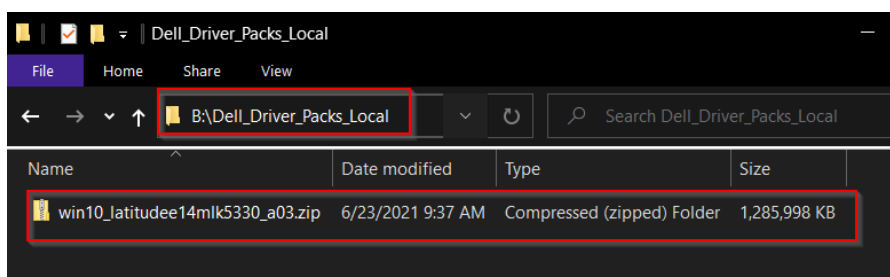 Dell_Driver_Packs_Local
File Home Share View
B:\Dell_Driver_Packs_Local Search Dell_Driver_Packs_Local
Name Date modified Type Size
win10_latitudee14mlk5330_a03.zip 6/23/2021 9:37 AM Compressed (zipped) Folder 1,285,998 KB